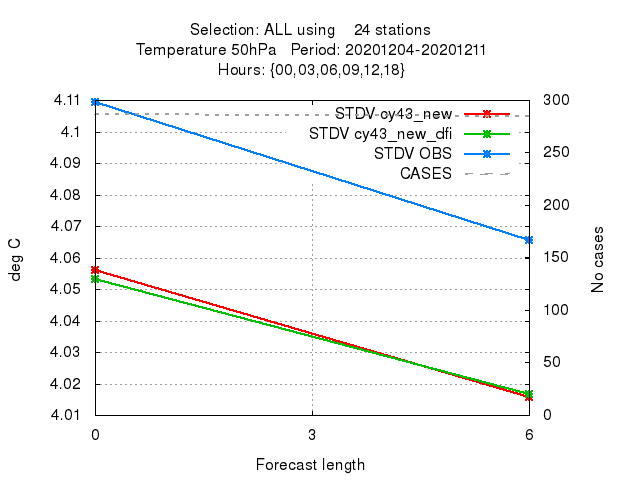 Selection: ALL using    24 stations
Temperature 50hPa   Period: 20201204-20201211
Hours: {00,03,06,09,12,18}
4.11
4.1
4.09
4.08
4.07
4.06
4.05
4.04
4.03
4.02
4.01
deg C
STDV cy43_new
STDV cy43_new_dfi
STDV OBS
CASES
300
250
200
150
100
50
0
No cases
0 3 6
Forecast length